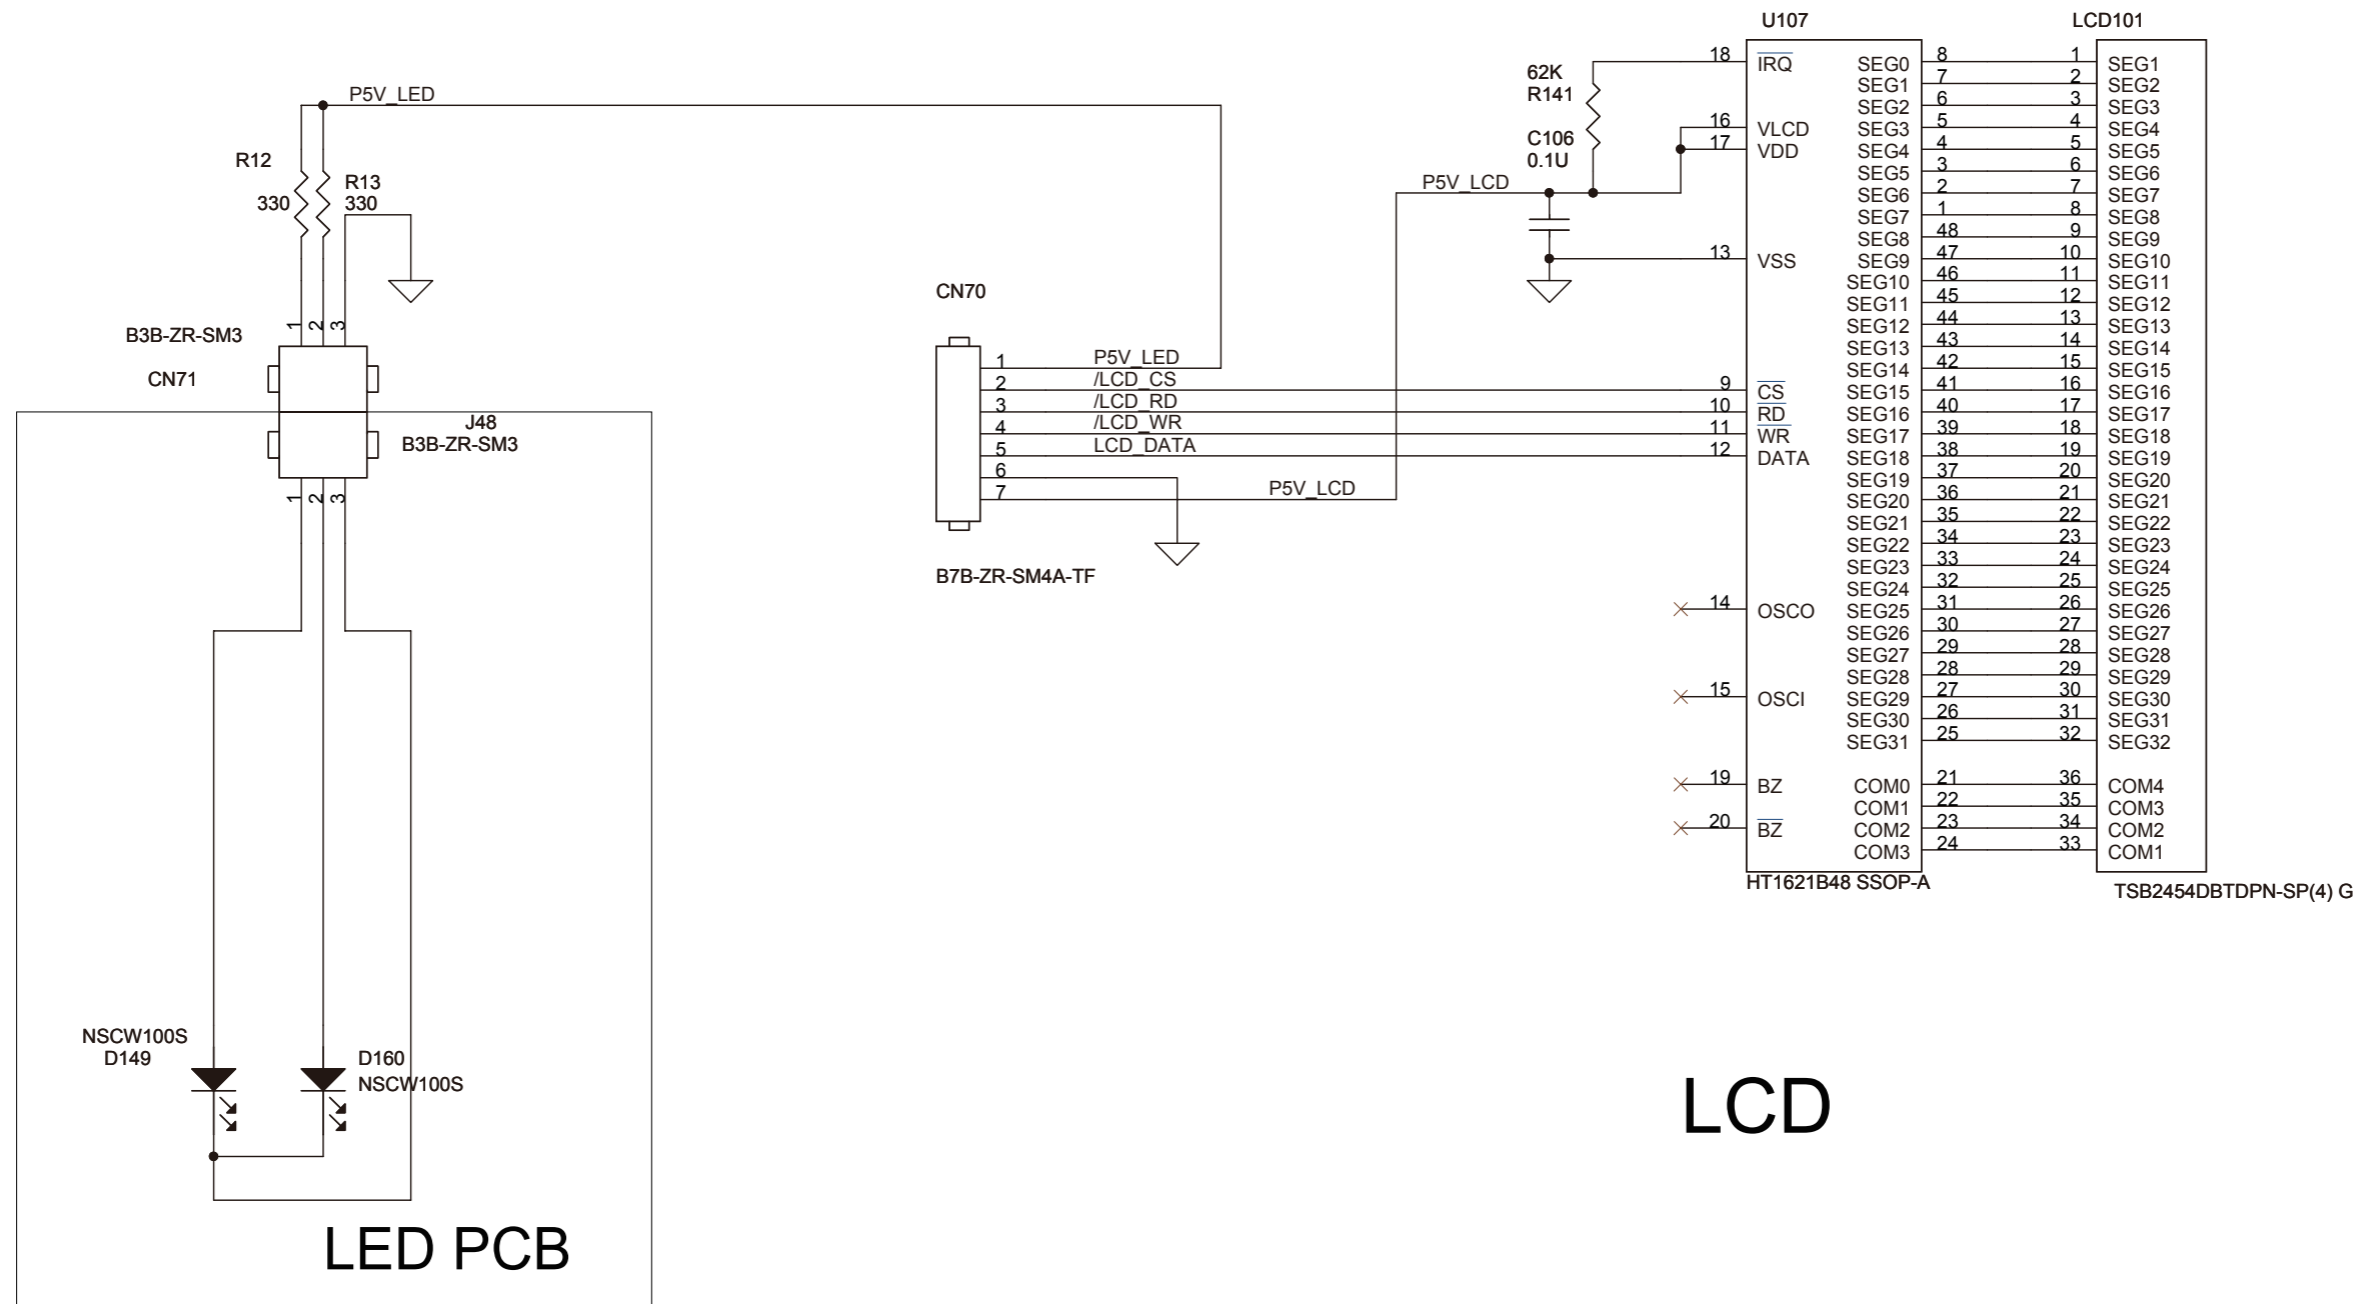 U107
LCD101
P5V_LED
R12
330
R13
330
1
2
3
B3B-ZR-SM3
CN71
J48
B3B-ZR-SM3
1
2
3
NSCW100S
D149
D160
NSCW100S
LED PCB
CN70
1 P5V_LED
2 /LCD_CS
3 /LCD_RD
4 /LCD_WR
5 LCD_DATA
6
7 P5V_LCD
B7B-ZR-SM4A-TF
P5V_LCD
62K
R141
C106
0.1U
18 IRQ
16 VLCD
17 VDD
13 VSS
9 CS
10 RD
11 WR
12 DATA
14 OSCO
15 OSCI
19 BZ
20 BZ
SEG0 8 1 SEG1
SEG1 7 2 SEG2
SEG2 6 3 SEG3
SEG3 5 4 SEG4
SEG4 4 5 SEG5
SEG5 3 6 SEG6
SEG6 2 7 SEG7
SEG7 1 8 SEG8
SEG8 48 9 SEG9
SEG9 47 10 SEG10
SEG10 46 11 SEG11
SEG11 45 12 SEG12
SEG12 44 13 SEG13
SEG13 43 14 SEG14
SEG14 42 15 SEG15
SEG15 41 16 SEG16
SEG16 40 17 SEG17
SEG17 39 18 SEG18
SEG18 38 19 SEG19
SEG19 37 20 SEG20
SEG20 36 21 SEG21
SEG21 35 22 SEG22
SEG22 34 23 SEG23
SEG23 33 24 SEG24
SEG24 32 25 SEG25
SEG25 31 26 SEG26
SEG26 30 27 SEG27
SEG27 29 28 SEG28
SEG28 28 29 SEG29
SEG29 27 30 SEG30
SEG30 26 31 SEG31
SEG31 25 32 SEG32
COM0 21 36 COM4
COM1 22 35 COM3
COM2 23 34 COM2
COM3 24 33 COM1
HT1621B48 SSOP-A
TSB2454DBTDPN-SP(4) G
LCD